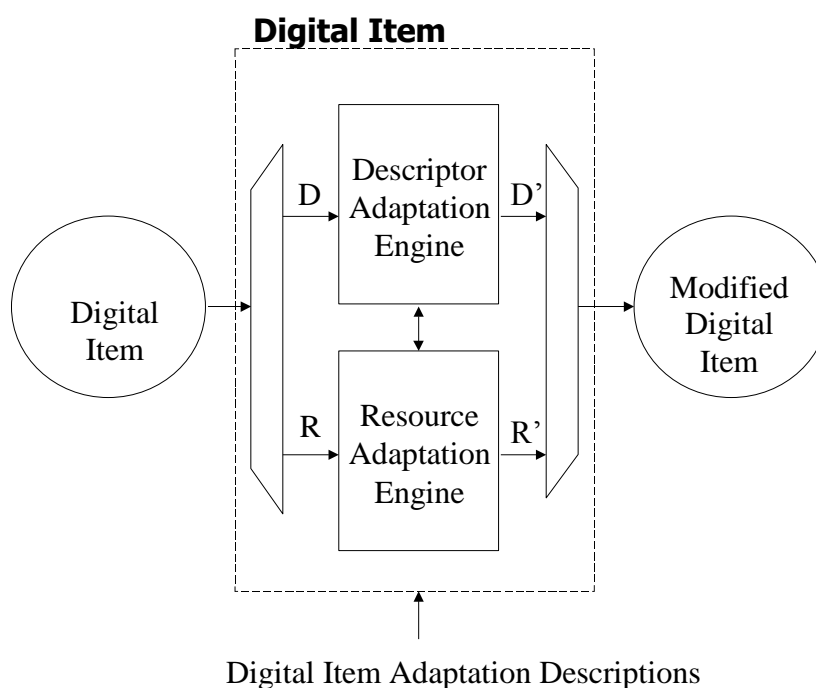 Digital Item
Descriptor
Adaptation
Engine
D
D’
Digital
Item
Modified
Digital
Item
Resource
Adaptation
Engine
R
R’
Digital Item Adaptation Descriptions